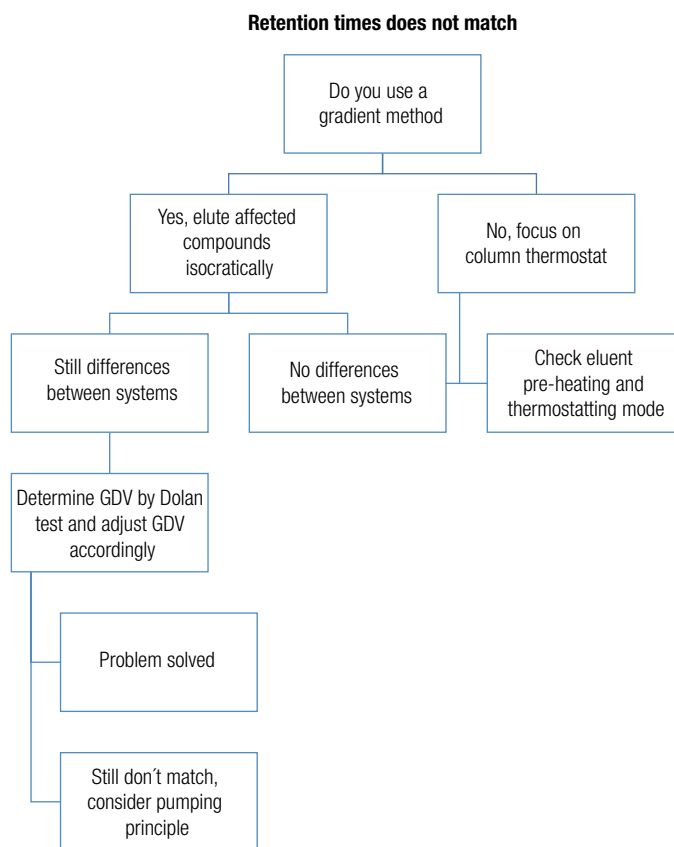 Retention times does not match
Do you use a
gradient method
Yes, elute affected
compounds
isocratically
No, focus on
column thermostat
Still differences
between systems
No differences
between systems
Check eluent
pre-heating and
thermostatting mode
Determine GDV by Dolan
test and adjust GDV
accordingly
Problem solved
Still don´t match,
consider pumping
principle